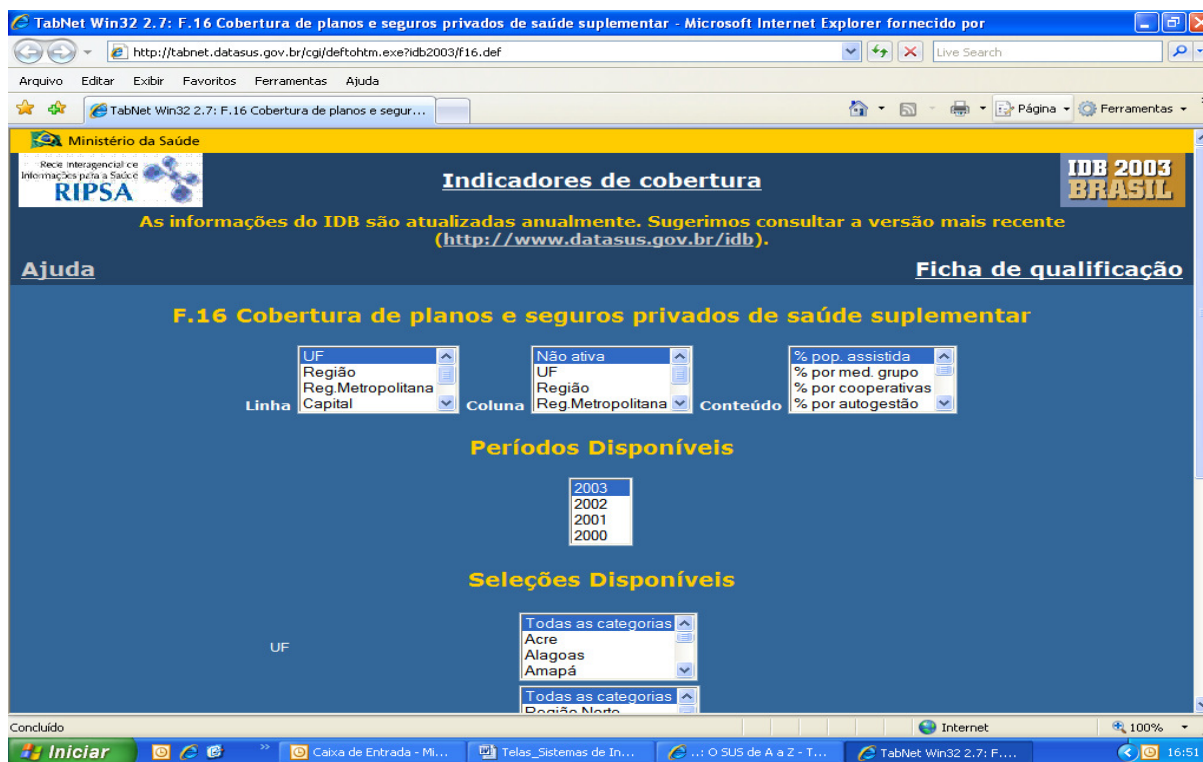 TabNet Win32 2.7: F.16 Cobertura de planos e seguros privados de saúde suplementar - Microsoft Internet Explorer fornecido por
http://tabnet.datasus.gov.br/cgi/deftohtm.exe?idb2003/f16.def
Live Search
Arquivo Editar Exibir Favoritos Ferramentas Ajuda
TabNet Win32 2.7: F.16 Cobertura de planos e segur...
Página Ferramentas
Ministério da Saúde
Rede Interagencial de
Informações para a Saúde
RIPSA
Indicadores de cobertura
IDB 2003
BRASIL
As informações do IDB são atualizadas anualmente. Sugerimos consultar a versão mais recente
(http://www.datasus.gov.br/idb).
Ajuda
Ficha de qualificação
F.16 Cobertura de planos e seguros privados de saúde suplementar
Linha
UF
Região
Reg.Metropolitana
Capital
Coluna
Não ativa
UF
Região
Reg.Metropolitana
Conteúdo
% pop. assistida
% por med. grupo
% por cooperativas
% por autogestão
Períodos Disponíveis
2003
2002
2001
2000
Seleções Disponíveis
UF
Todas as categorias
Acre
Alagoas
Amapá
Todas as categorias
Região Norte
Concluído
Internet
100%
Iniciar
Caixa de Entrada - Mi...
Telas_Sistemas de In...
..: O SUS de A a Z - T...
TabNet Win32 2.7: F....
16:51